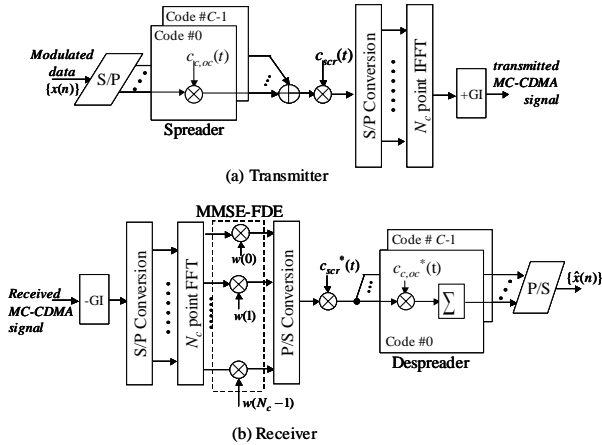 Code #C-1
Code #0
c_{c,oc}(t)
Modulated
data
{x(n)}
S/P
Spreader
c_{scr}(t)
S/P Conversion
N_c point IFFT
+GI
transmitted
MC-CDMA
signal
(a) Transmitter
MMSE-FDE
Received
MC-CDMA
signal
-GI
S/P Conversion
N_c point FFT
w(0)
w(1)
w(N_c −1)
P/S Conversion
c_{scr}*(t)
Code # C-1
c_{c,oc}*(t)
∑
Code #0
Despreader
P/S
{x̂(n)}
(b) Receiver